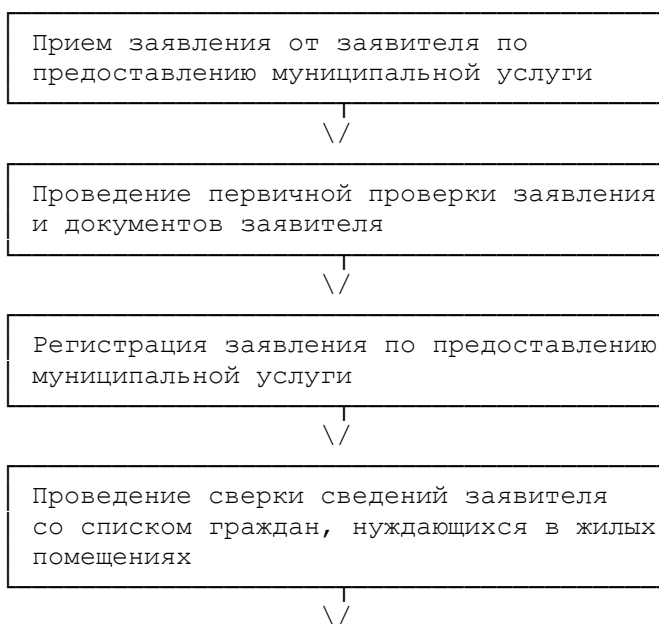 Прием заявления от заявителя по
предоставлению муниципальной услуги
\/
Проведение первичной проверки заявления
и документов заявителя
\/
Регистрация заявления по предоставлению
муниципальной услуги
\/
Проведение сверки сведений заявителя
со списком граждан, нуждающихся в жилых
помещениях
\/